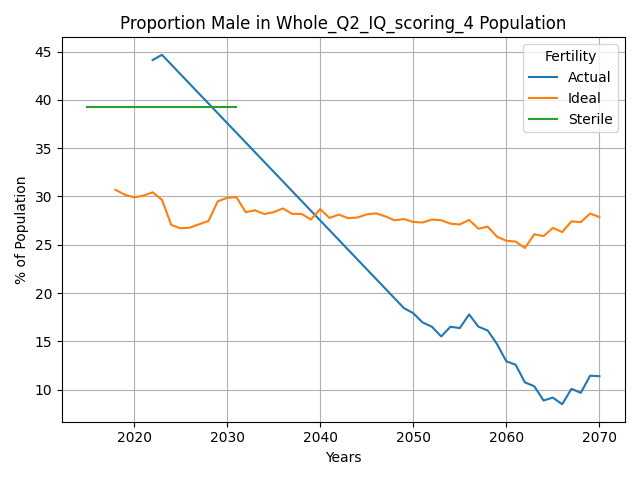 Proportion Male in Whole_Q2_IQ_scoring_4 Population
Fertility
Actual
Ideal
Sterile
% of Population
45
40
35
30
25
20
15
10
2020
2030
2040
2050
2060
2070
Years